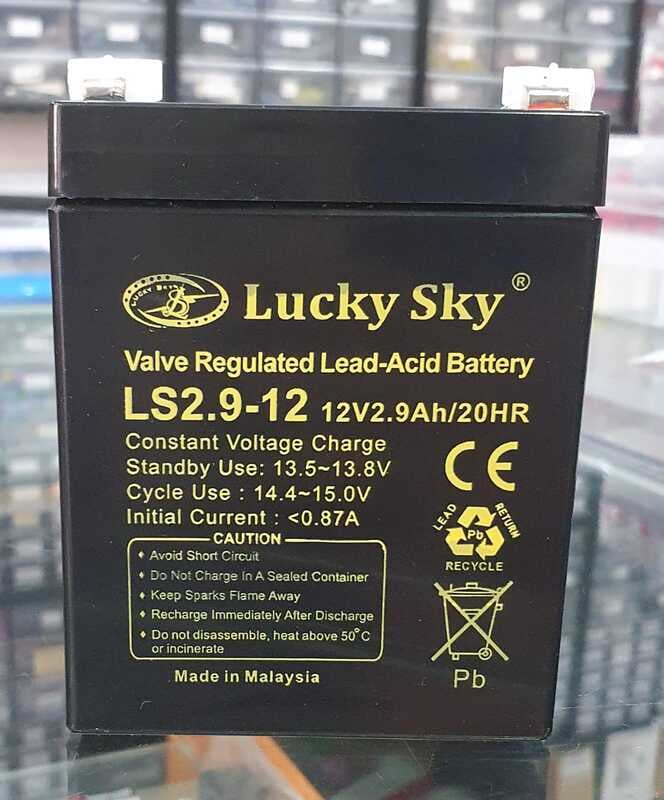 LUCKY SKY
Lucky Sky ®
Valve Regulated Lead-Acid Battery
LS2.9-12 12V2.9Ah/20HR
Constant Voltage Charge
Standby Use: 13.5~13.8V
Cycle Use : 14.4~15.0V
Initial Current : <0.87A
CE
LEAD RETURN
Pb
RECYCLE
CAUTION
♦ Avoid Short Circuit
♦ Do Not Charge In A Sealed Container
♦ Keep Sparks Flame Away
♦ Recharge Immediately After Discharge
♦ Do not disassemble, heat above 50°C
or incinerate
Pb
Made in Malaysia